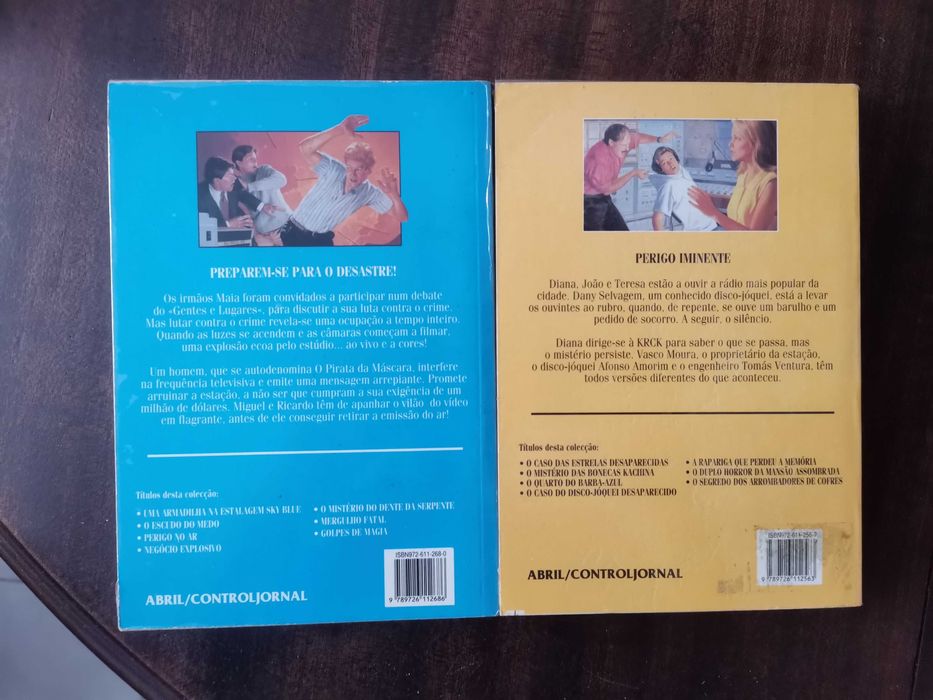 PREPAREM-SE PARA O DESASTRE!
Os irmãos Maia foram convidados a participar num debate
do «Gentes e Lugares», pára discutir a sua luta contra o crime.
Mas lutar contra o crime revela-se uma ocupação a tempo inteiro.
Quando as luzes se acendem e as câmaras começam a filmar,
uma explosão ecoa pelo estúdio... ao vivo e a cores!
Um homem, que se autodenomina O Pirata da Máscara, interfere
na frequência televisiva e emite uma mensagem arrepiante. Promete
arruinar a estação, a não ser que cumpram a sua exigência de um
milhão de dólares. Miguel e Ricardo têm de apanhar o vilão do vídeo
em flagrante, antes de ele conseguir retirar a emissão do ar!
Títulos desta colecção:
• UMA ARMADILHA NA ESTALAGEM SKY BLUE
• O ESCUDO DO MEDO
• PERIGO NO AR
• NEGÓCIO EXPLOSIVO
• O MISTÉRIO DO DENTE DA SERPENTE
• MERGULHO FATAL
• GOLPES DE MAGIA
ISBN972-611-268-0
9 789726 112686
ABRIL/CONTROLJORNAL
PERIGO IMINENTE
Diana, João e Teresa estão a ouvir a rádio mais popular da
cidade. Dany Selvagem, um conhecido disco-jóquei, está a levar
os ouvintes ao rubro, quando, de repente, se ouve um barulho e um
pedido de socorro. A seguir, o silêncio.
Diana dirige-se à KRCK para saber o que se passa, mas
o mistério persiste. Vasco Moura, o proprietário da estação,
o disco-jóquei Afonso Amorim e o engenheiro Tomás Ventura, têm
todos versões diferentes do que aconteceu.
Títulos desta colecção:
• O CASO DAS ESTRELAS DESAPARECIDAS
• O MISTÉRIO DAS BONECAS KACHINA
• O QUARTO DO BARBA-AZUL
• O CASO DO DISCO-JÓQUEI DESAPARECIDO
• A RAPARIGA QUE PERDEU A MEMÓRIA
• O DUPLO HORROR DA MANSÃO ASSOMBRADA
• O SEGREDO DOS ARROMBADORES DE COFRES
ISBN972-611-256-7
9 789726 112563
ABRIL/CONTROLJORNAL